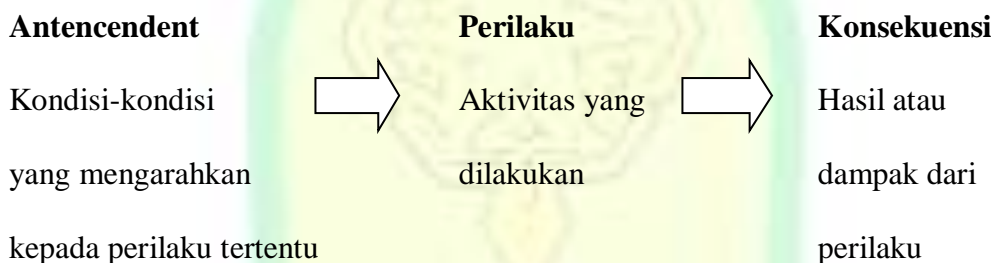 Antencendent Perilaku Konsekuensi
Kondisi-kondisi Aktivitas yang Hasil atau
yang mengarahkan dilakukan dampak dari
kepada perilaku tertentu perilaku